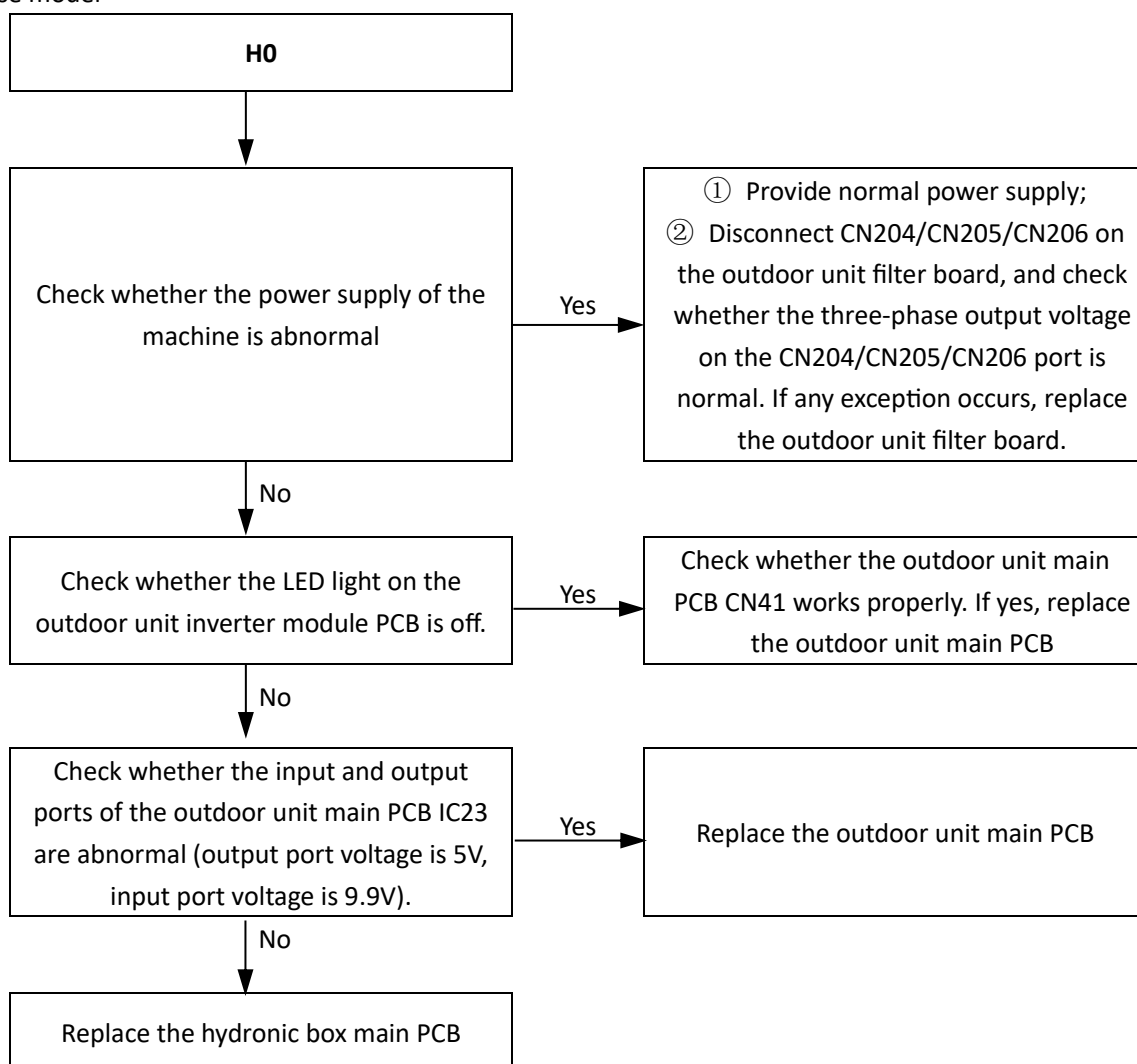 H0
Check whether the power supply of the
machine is abnormal
Yes
① Provide normal power supply;
② Disconnect CN204/CN205/CN206 on
the outdoor unit filter board, and check
whether the three-phase output voltage
on the CN204/CN205/CN206 port is
normal. If any exception occurs, replace
the outdoor unit filter board.
No
Check whether the LED light on the
outdoor unit inverter module PCB is off.
Yes
Check whether the outdoor unit main
PCB CN41 works properly. If yes, replace
the outdoor unit main PCB
No
Check whether the input and output
ports of the outdoor unit main PCB IC23
are abnormal (output port voltage is 5V,
input port voltage is 9.9V).
Yes
Replace the outdoor unit main PCB
No
Replace the hydronic box main PCB